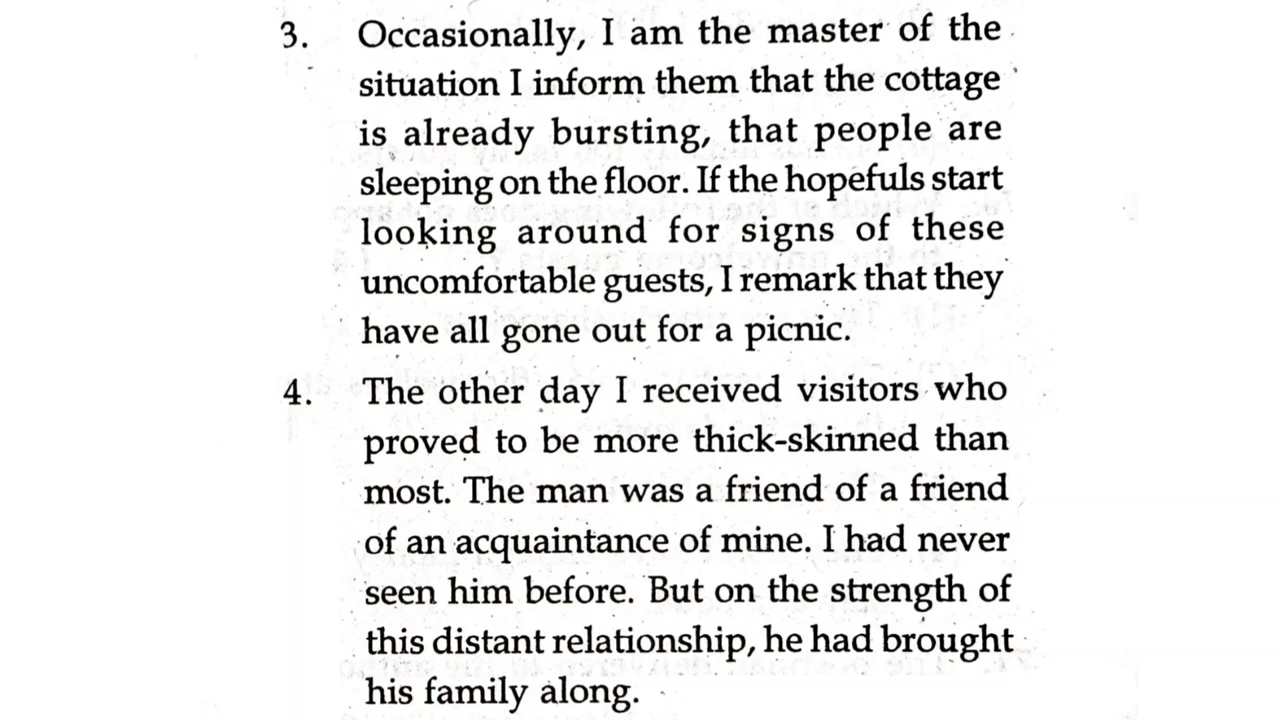 3. Occasionally, I am the master of the
situation I inform them that the cottage
is already bursting, that people are
sleeping on the floor. If the hopefuls start
looking around for signs of these
uncomfortable guests, I remark that they
have all gone out for a picnic.
4. The other day I received visitors who
proved to be more thick-skinned than
most. The man was a friend of a friend
of an acquaintance of mine. I had never
seen him before. But on the strength of
this distant relationship, he had brought
his family along.